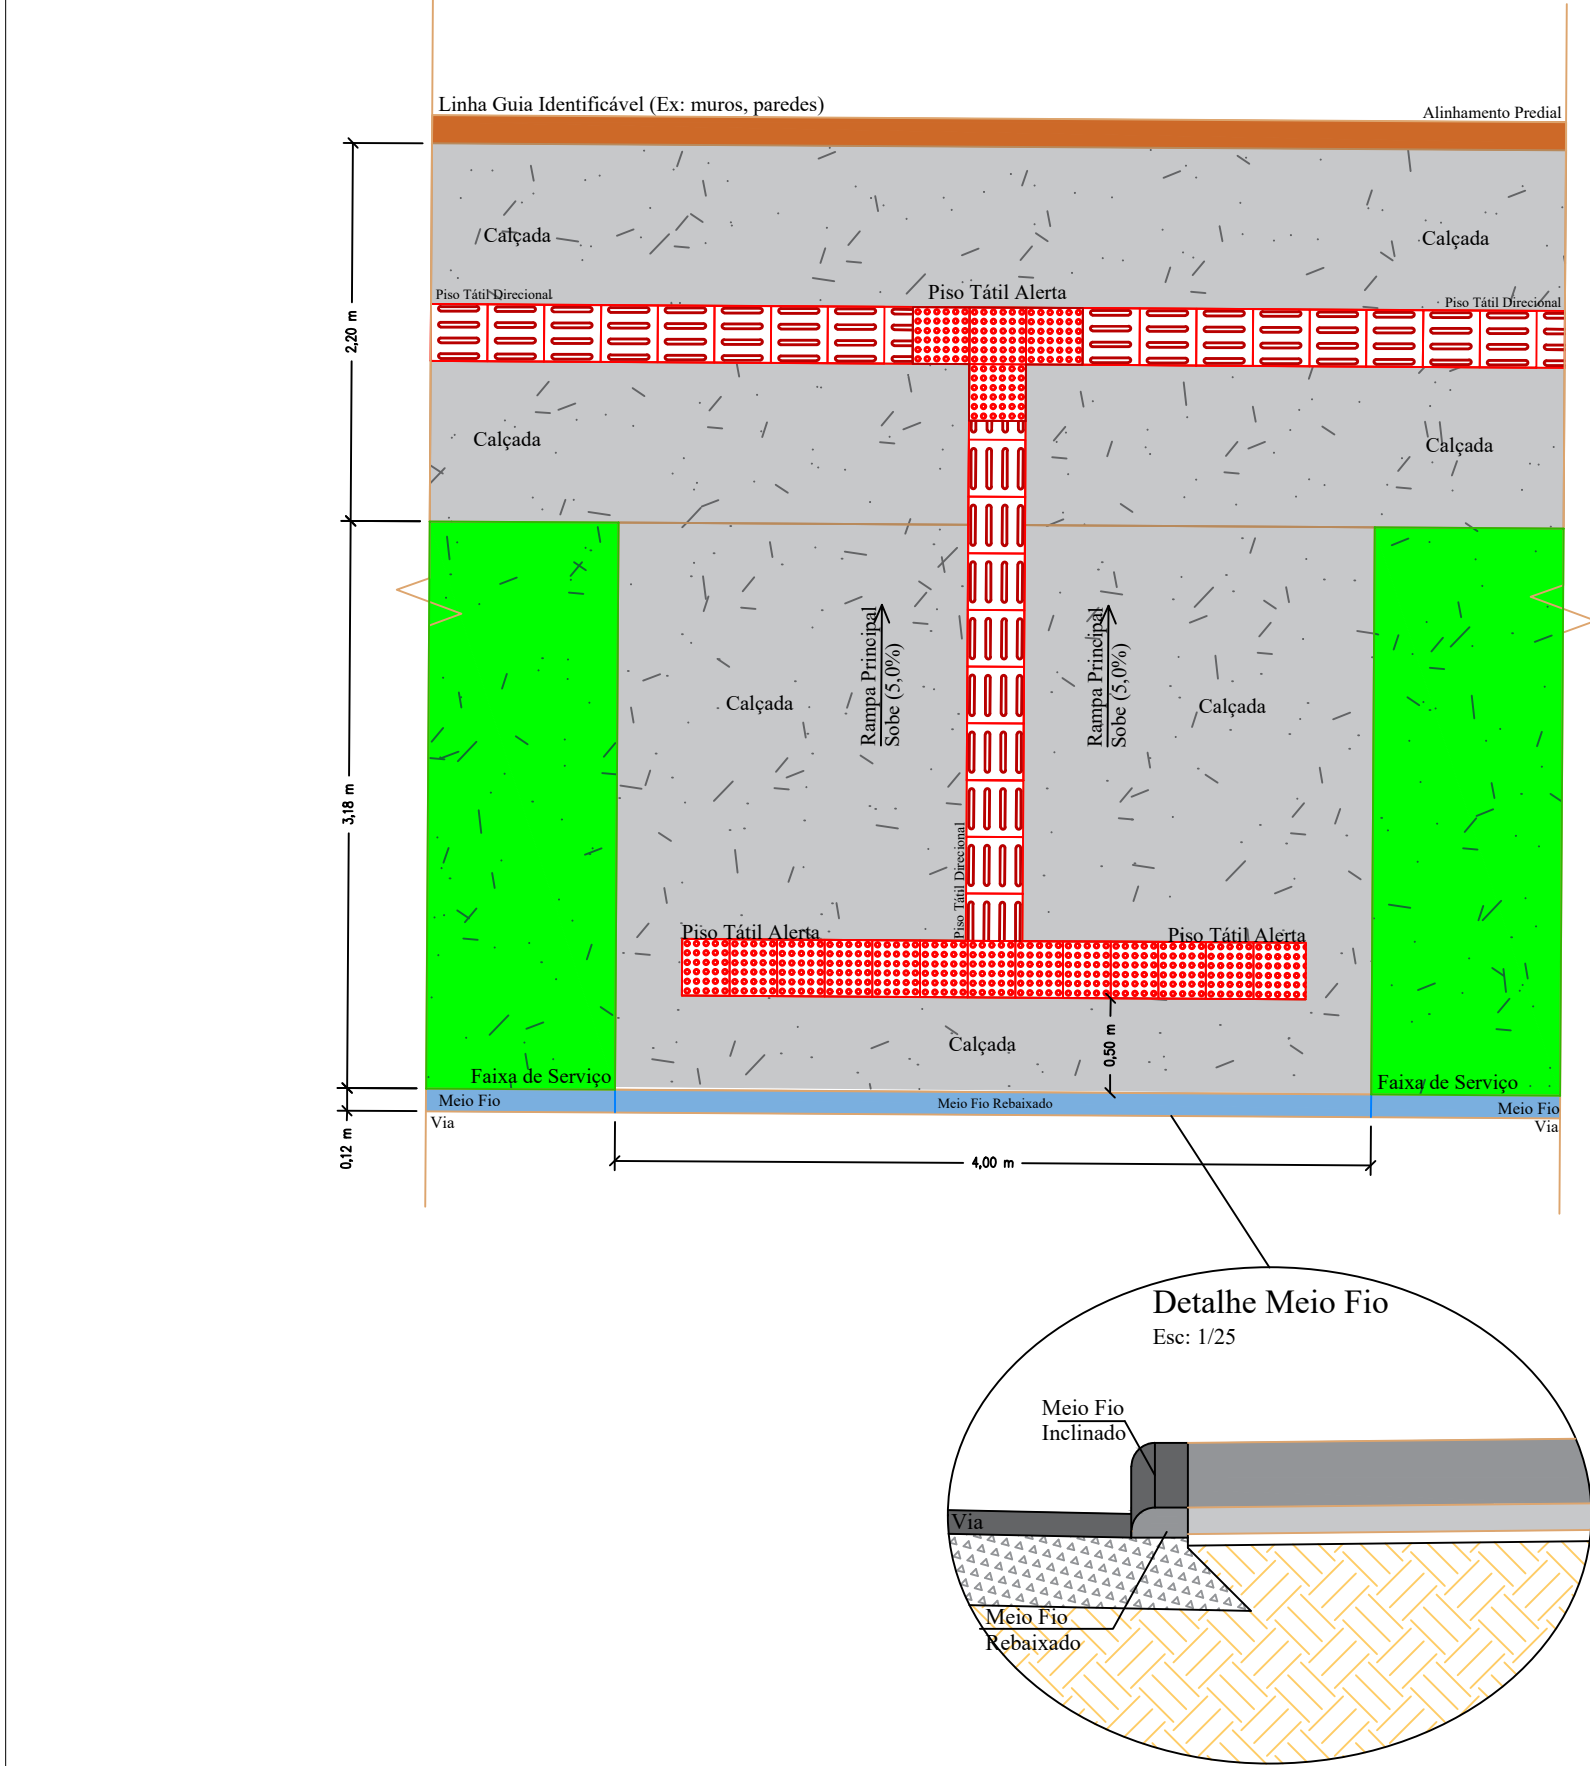 Linha Guia Identificável (Ex: muros, paredes)
Alinhamento Predial
Calçada
Calçada
Piso Tátil Direcional
Piso Tátil Alerta
Piso Tátil Direcional
2,20 m
Calçada
Calçada
Rampa Principal
Sobe (5,0%)
Rampa Principal
Sobe (5,0%)
Calçada
Calçada
3,18 m
Piso Tátil Direcional
Piso Tátil Alerta
Piso Tátil Alerta
0,50 m
Calçada
Faixa de Serviço
Faixa de Serviço
Meio Fio
Meio Fio Rebaixado
Meio Fio
Via
Via
0,12 m
4,00 m
Detalhe Meio Fio
Esc: 1/25
Meio Fio
Inclinado
Via
Meio Fio
Rebaixado